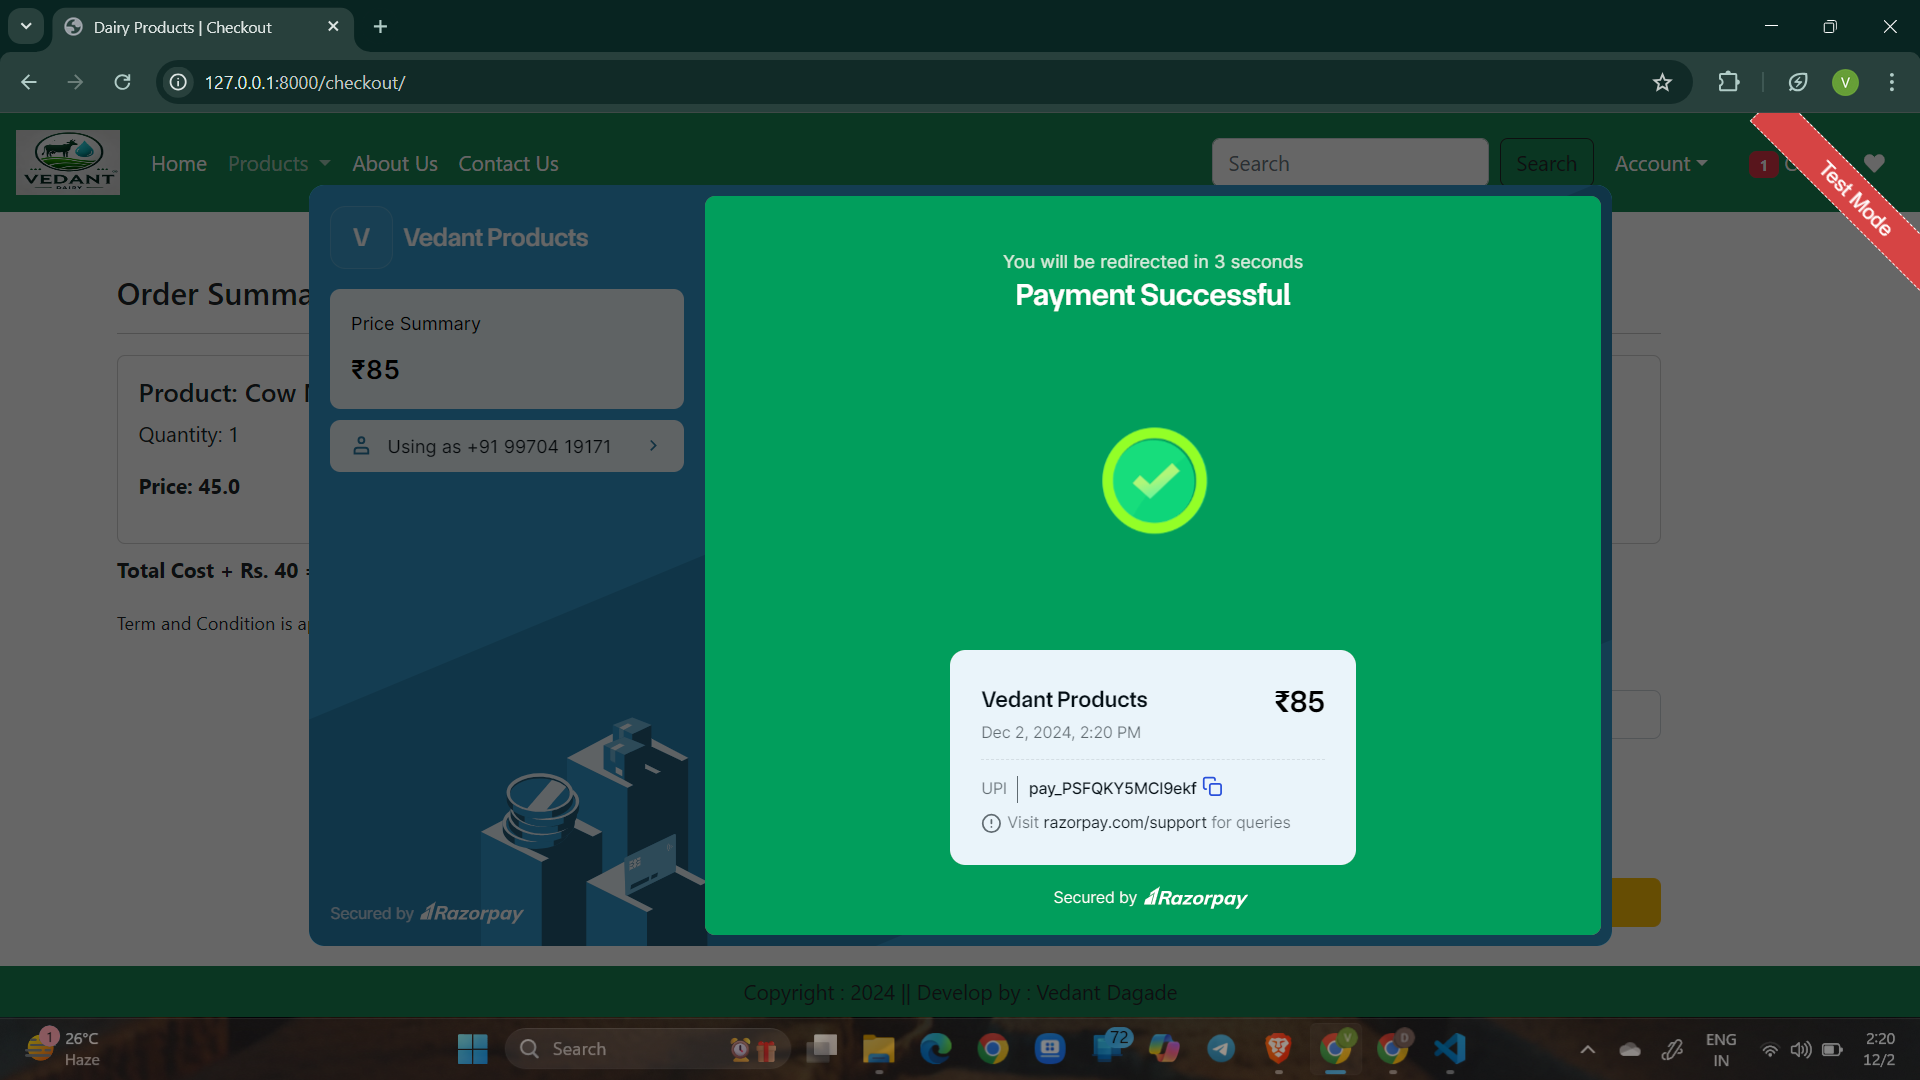 Dairy Products | Checkout
127.0.0.1:8000/checkout/
V
VEDANT
DAIRY
Home
Products
About Us
Contact Us
Search
Search
Account
1
Test Mode
V
Vedant Products
Price Summary
₹85
Using as +91 99704 19171
Secured by Razorpay
Order Summa
Product: Cow
Quantity: 1
Price: 45.0
Total Cost + Rs. 40
Term and Condition is a
You will be redirected in 3 seconds
Payment Successful
Vedant Products
₹85
Dec 2, 2024, 2:20 PM
UPI
pay_PSFQKY5MCI9ekf
Visit razorpay.com/support for queries
Secured by Razorpay
Copyright : 2024 || Develop by : Vedant Dagade
1
26°C
Haze
Search
72
V
D
ENG
IN
2:20
12/2